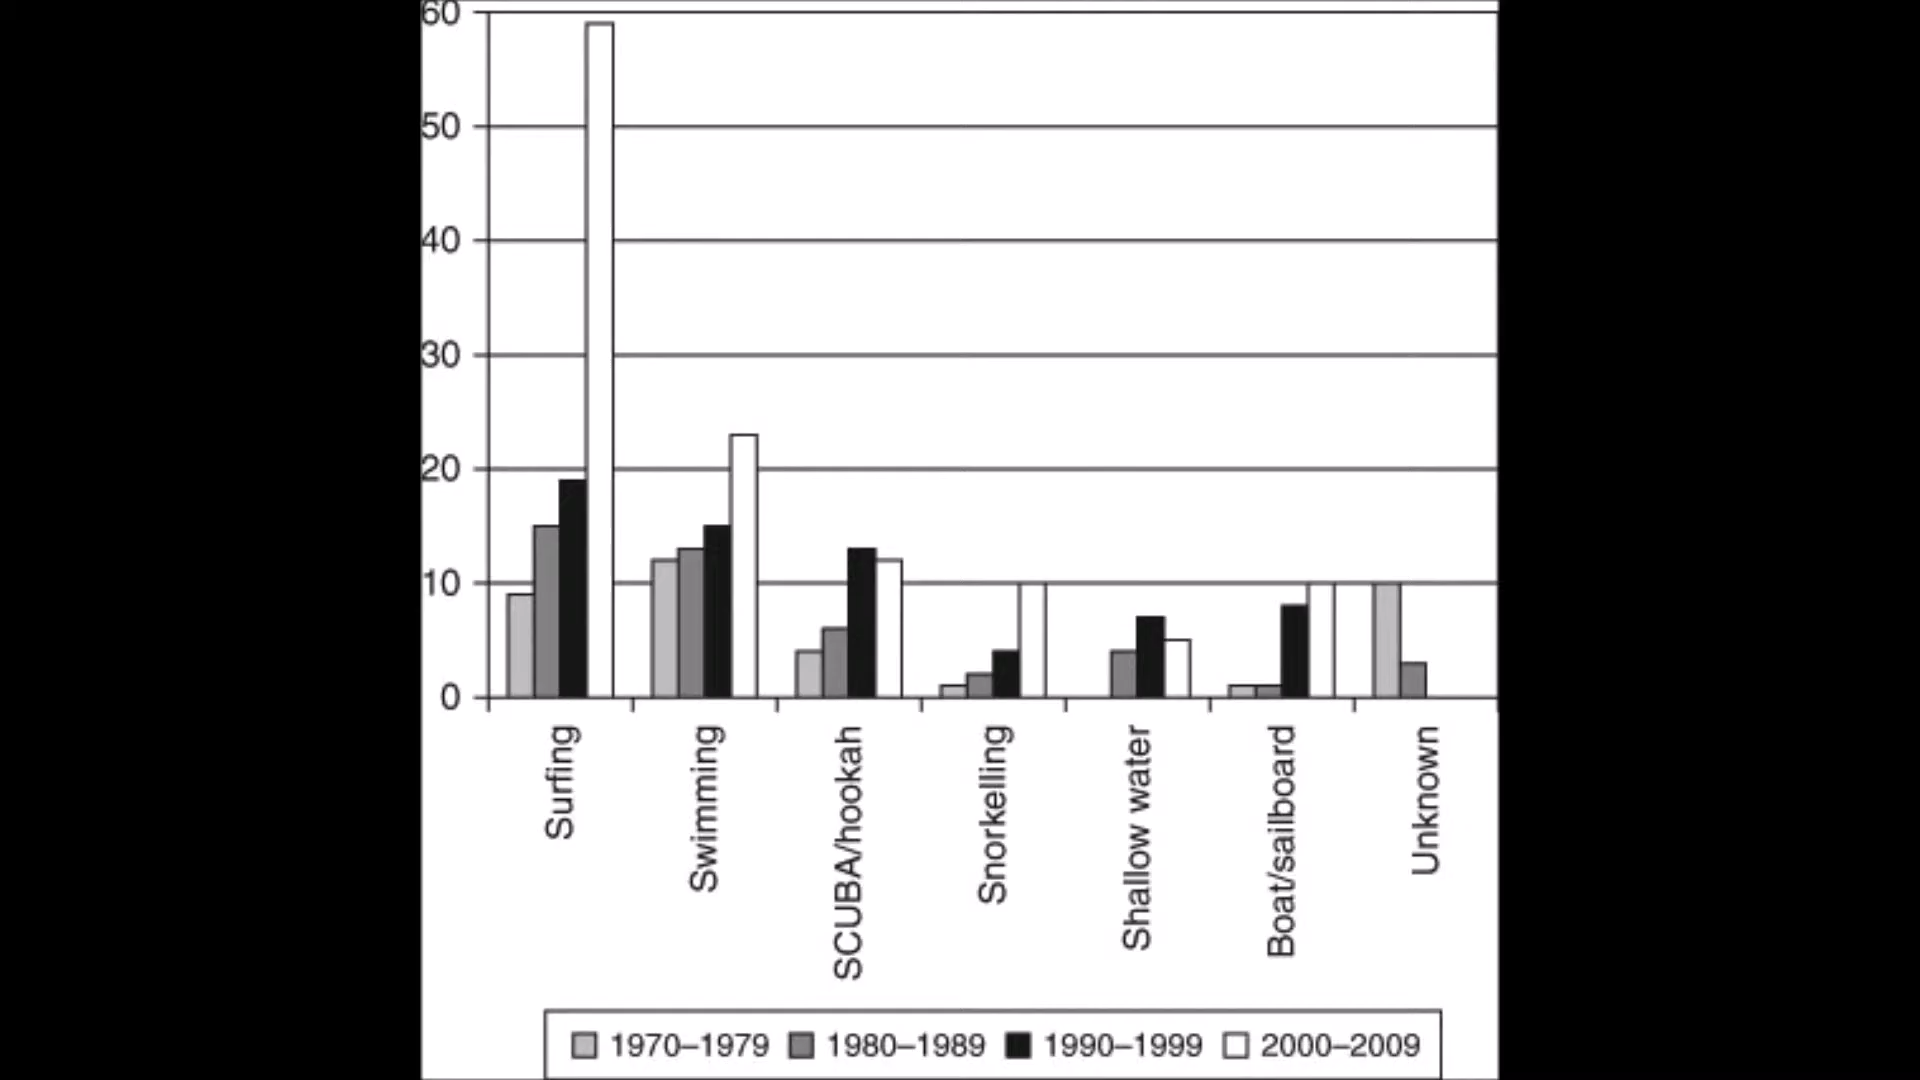 60
50
40
30
20
10
0
Surfing
Swimming
SCUBA/hookah
Snorkelling
Shallow water
Boat/sailboard
Unknown
1970–1979 1980–1989 1990–1999 2000–2009